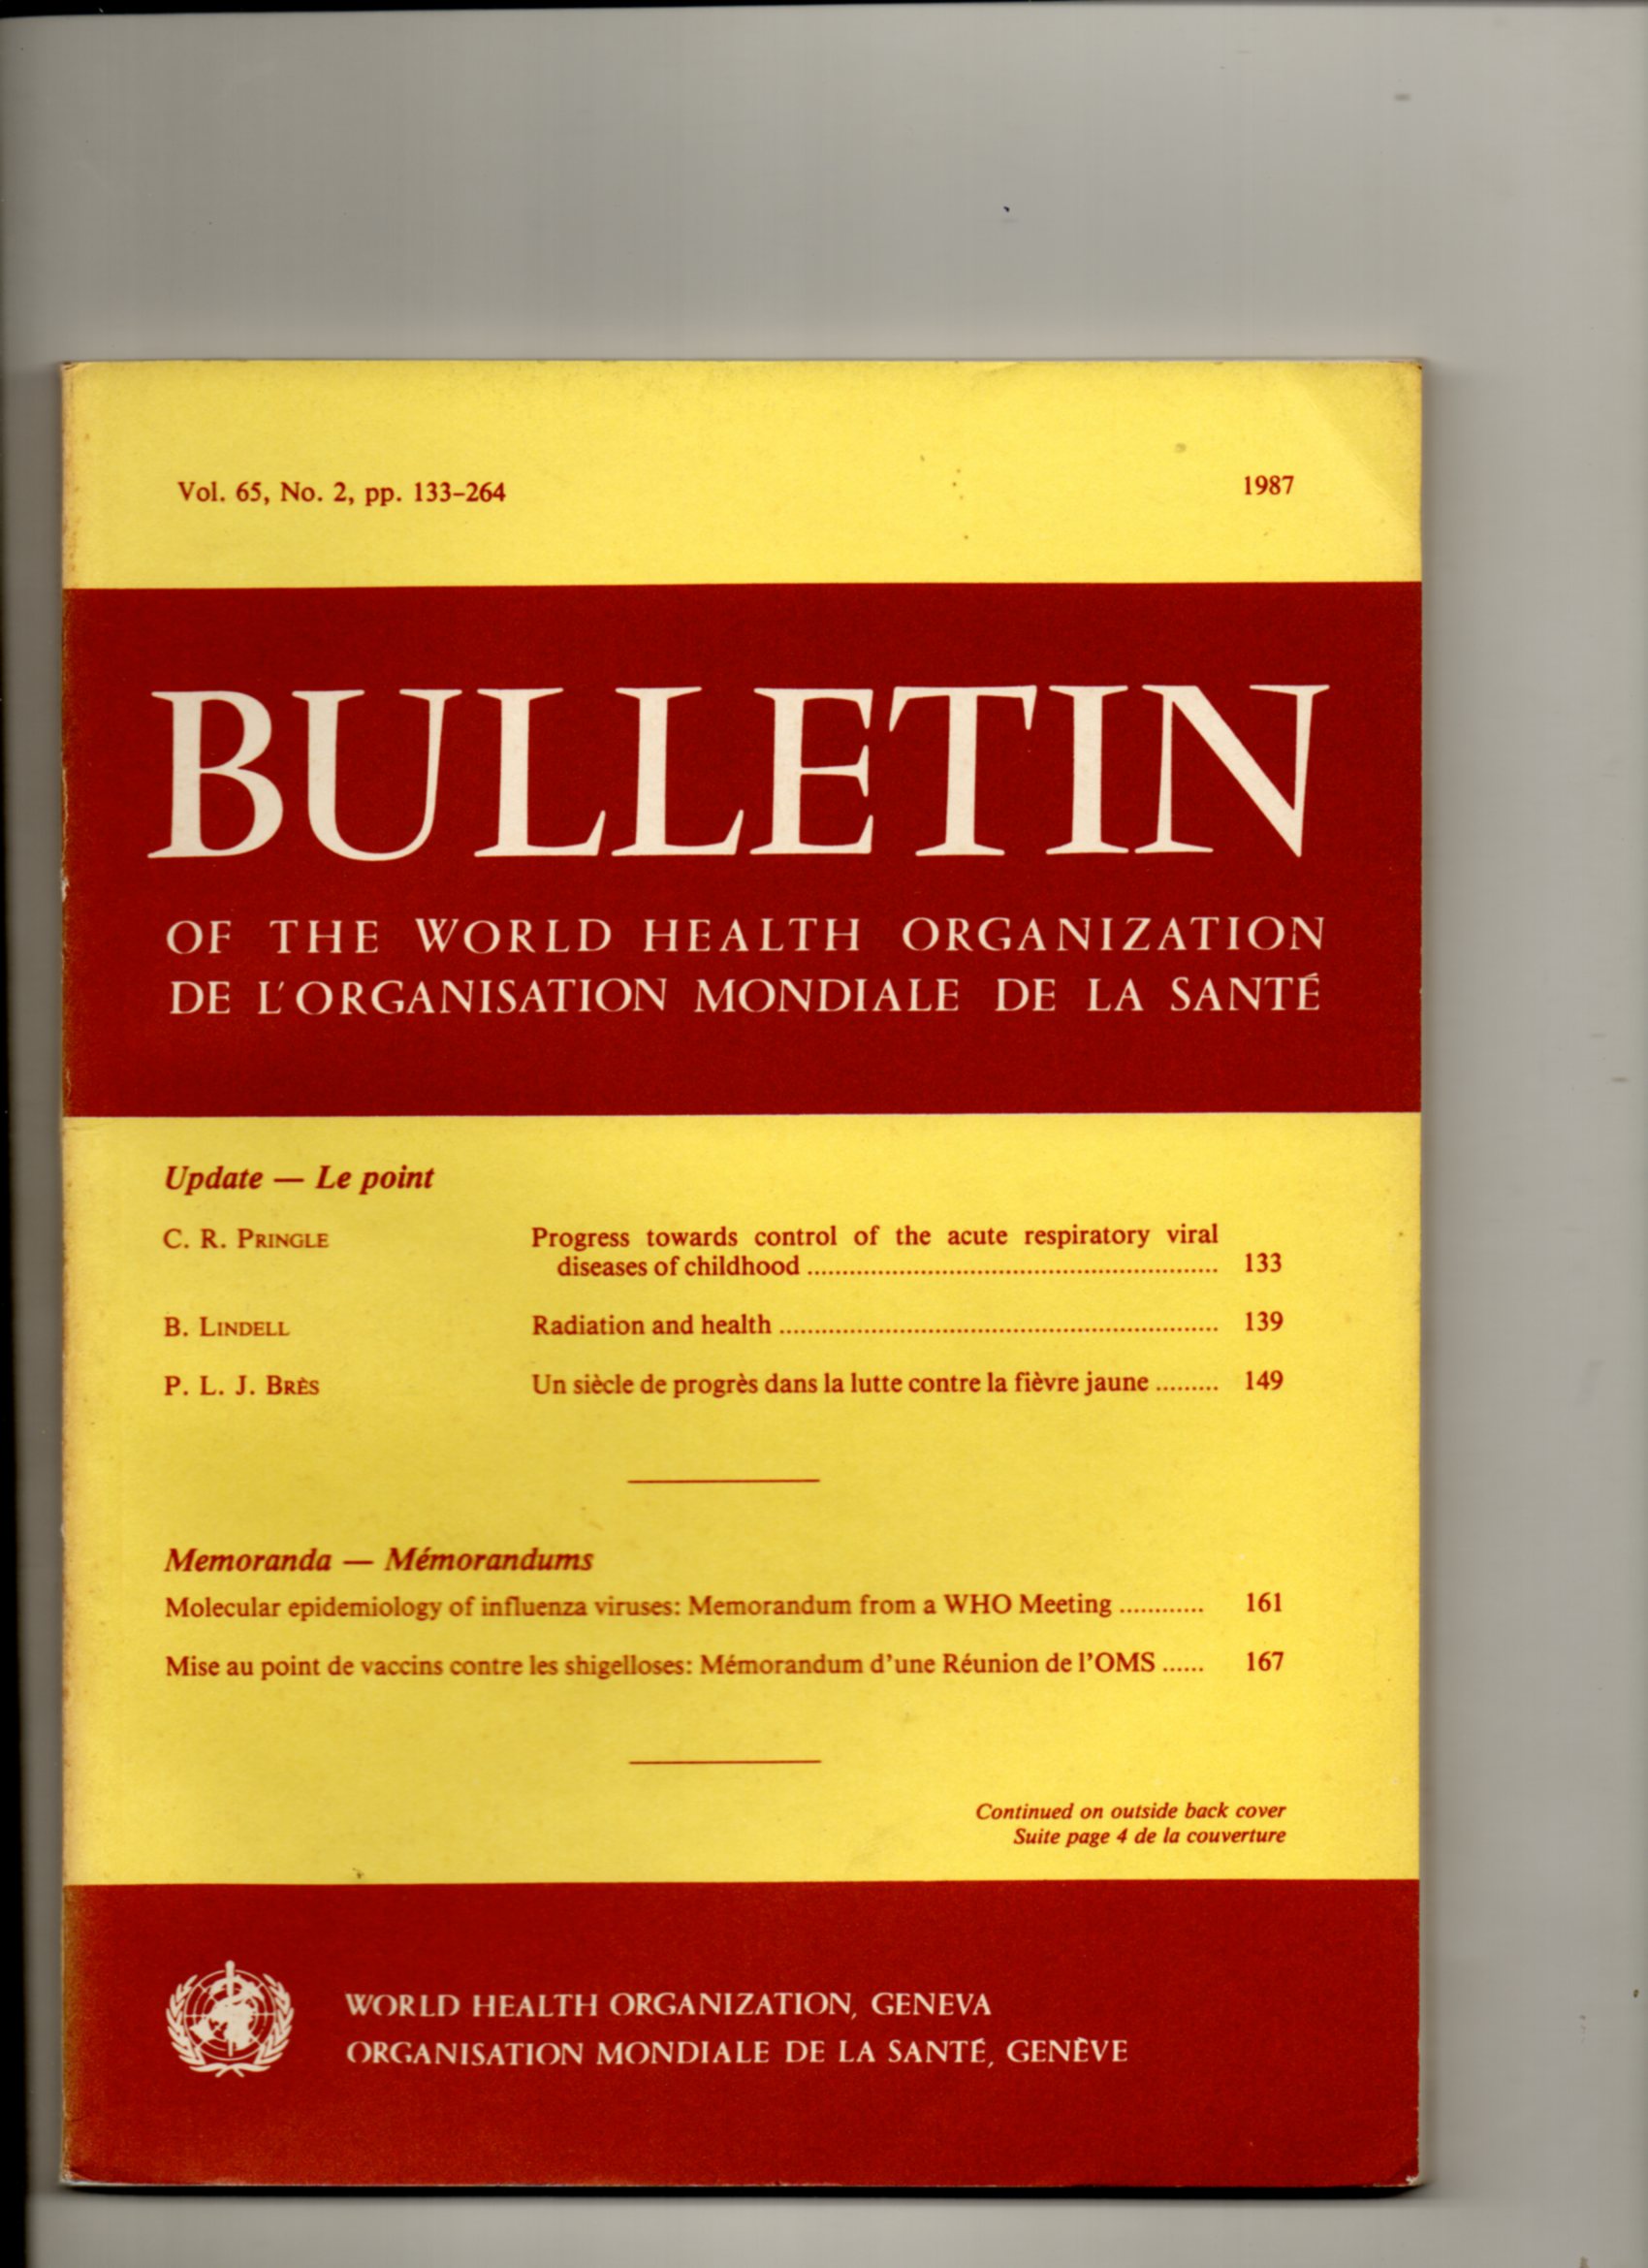 Vol. 65, No. 2, pp. 133–264 1987
BULLETIN
OF THE WORLD HEALTH ORGANIZATION
DE L'ORGANISATION MONDIALE DE LA SANTÉ
Update — Le point
C. R. PRINGLE Progress towards control of the acute respiratory viral
diseases of childhood ........................................................... 133
B. LINDELL Radiation and health ............................................................... 139
P. L. J. BRÈS Un siècle de progrès dans la lutte contre la fièvre jaune ......... 149
Memoranda — Mémorandums
Molecular epidemiology of influenza viruses: Memorandum from a WHO Meeting ............ 161
Mise au point de vaccins contre les shigelloses: Mémorandum d'une Réunion de l'OMS ...... 167
Continued on outside back cover
Suite page 4 de la couverture
WORLD HEALTH ORGANIZATION, GENEVA
ORGANISATION MONDIALE DE LA SANTÉ, GENÈVE